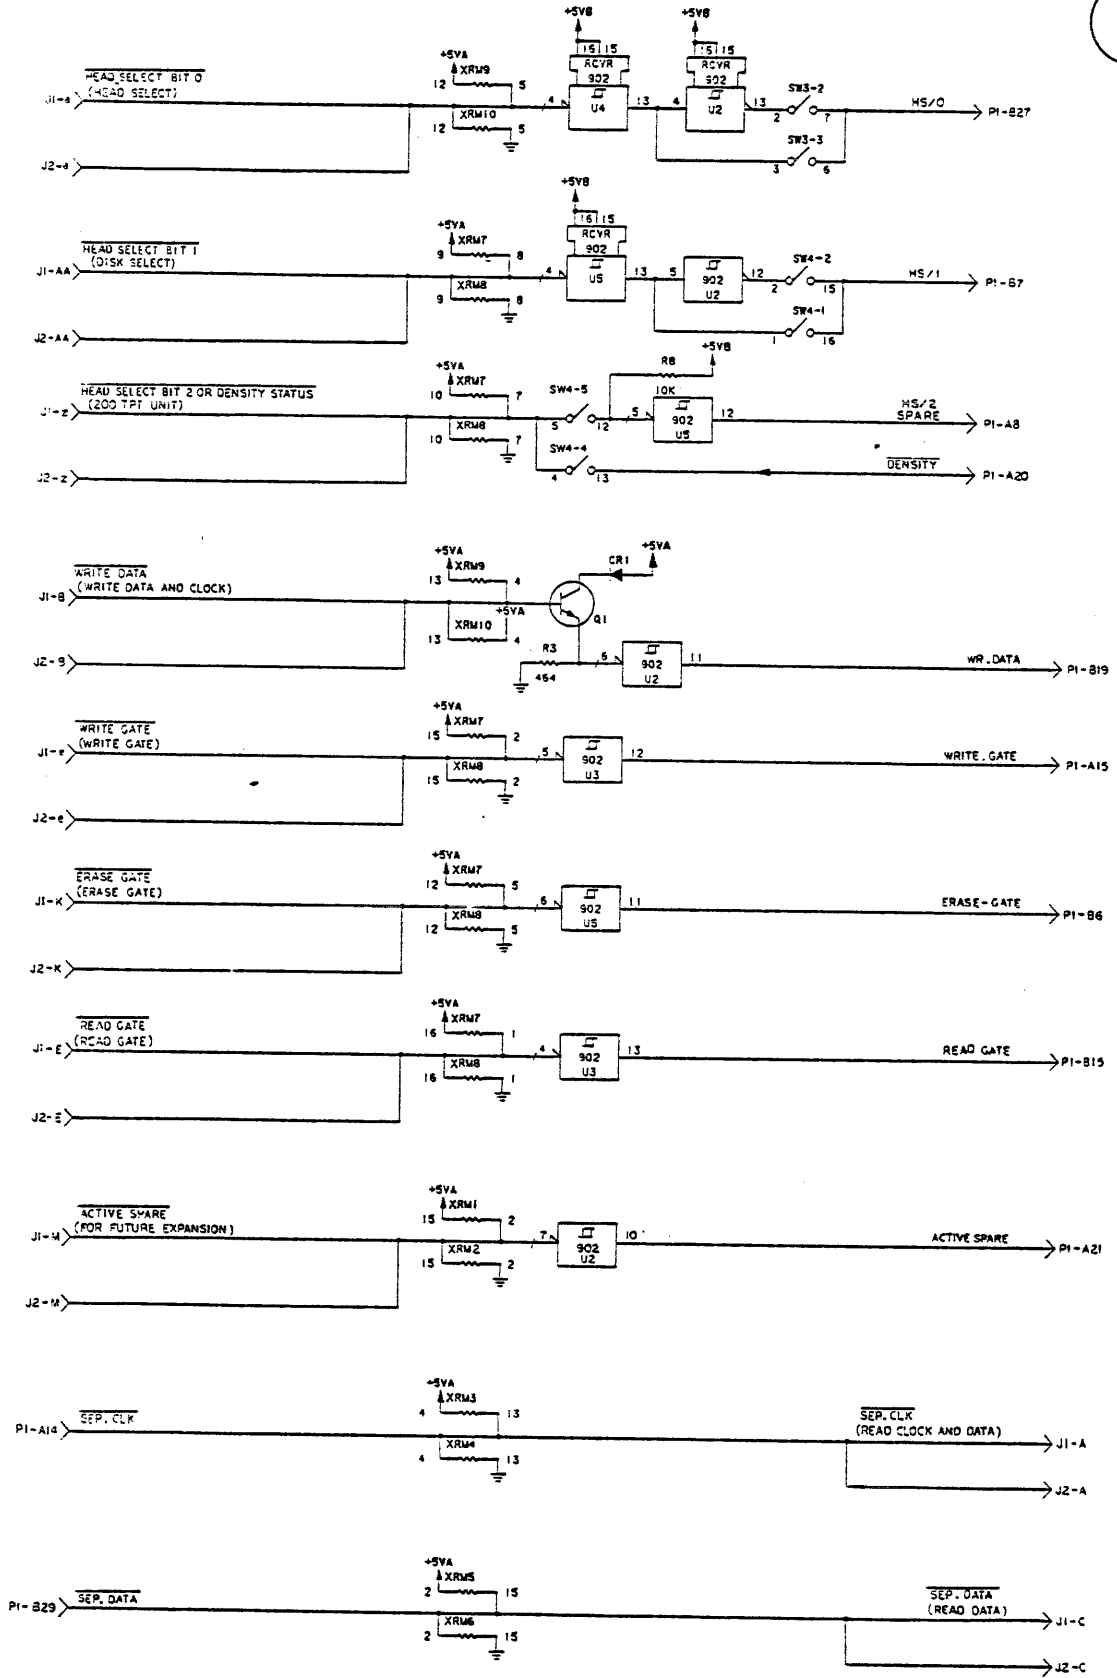 +5VB
+5VB
16 15
16 15
+5VA
RCVR
RCVR
HEAD SELECT BIT 0
(HEAD SELECT)
XRM9
12 5
902
902
J1-a
4
U4
13
4
U2
13
SW3-2
2 7
HS/0
P1-B27
XRM10
12 5
SW3-3
3 6
J2-a
+5VB
16 15
+5VA
RCVR
HEAD SELECT BIT 1
(DISK SELECT)
XRM7
9 8
902
J1-AA
4
U5
13
5
902
U2
12
SW4-2
2 15
HS/1
P1-B7
XRM8
9 8
SW4-1
1 16
J2-AA
+5VB
+5VA
R8
HEAD SELECT BIT 2 OR DENSITY STATUS
(200 TPI UNIT)
XRM7
10 7
SW4-5
10K
J1-z
5 12
5
902
U5
12
HS/2
SPARE
P1-A8
XRM8
10 7
SW4-4
4 13
DENSITY
P1-A20
J2-z
+5VA
+5VA
CR1
WRITE DATA
(WRITE DATA AND CLOCK)
XRM9
13 4
J1-B
+5VA
Q1
XRM10
13 4
J2-B
R3
464
6
902
U2
11
WR.DATA
P1-B19
+5VA
WRITE GATE
(WRITE GATE)
XRM7
15 2
J1-e
5
902
U3
12
WRITE.GATE
P1-A15
XRM8
15 2
J2-e
+5VA
ERASE GATE
(ERASE GATE)
XRM7
12 5
J1-K
6
902
U5
11
ERASE-GATE
P1-B6
XRM8
12 5
J2-K
+5VA
READ GATE
(READ GATE)
XRM7
16 1
J1-E
4
902
U3
13
READ GATE
P1-B15
XRM8
16 1
J2-E
+5VA
ACTIVE SPARE
(FOR FUTURE EXPANSION)
XRM1
15 2
J1-M
7
902
U2
10
ACTIVE SPARE
P1-A21
XRM2
15 2
J2-M
+5VA
XRM3
4 13
P1-A14
SEP.CLK
SEP.CLK
(READ CLOCK AND DATA)
J1-A
XRM4
4 13
J2-A
+5VA
XRM5
2 15
P1-B29
SEP.DATA
SEP.DATA
(READ DATA)
J1-C
XRM6
2 15
J2-C